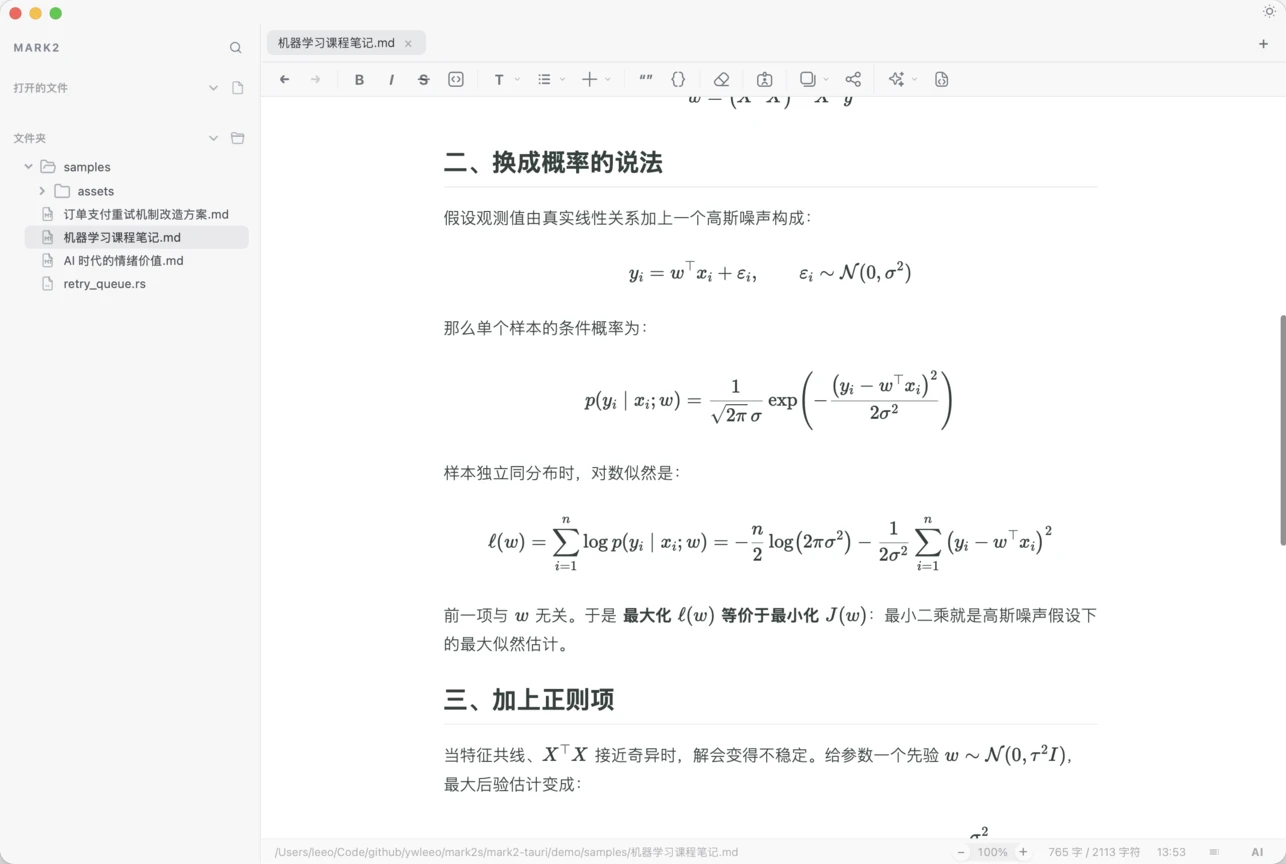 MARK2
机器学习课程笔记.md
打开的文件
文件夹
samples
assets
订单支付重试机制改造方案.md
机器学习课程笔记.md
AI 时代的情绪价值.md
retry_queue.rs
B I S T
二、换成概率的说法
假设观测值由真实线性关系加上一个高斯噪声构成：
y_i = w^⊤ x_i + ε_i,  ε_i ∼ 𝒩(0, σ^2)
那么单个样本的条件概率为：
p(y_i | x_i; w) = \frac{1}{\sqrt{2π} σ} exp(−\frac{(y_i − w^⊤ x_i)^2}{2σ^2})
样本独立同分布时，对数似然是：
ℓ(w) = \sum_{i=1}^{n} log p(y_i | x_i; w) = −\frac{n}{2} log(2πσ^2) − \frac{1}{2σ^2} \sum_{i=1}^{n} (y_i − w^⊤ x_i)^2
前一项与 w 无关。于是 最大化 ℓ(w) 等价于最小化 J(w)：最小二乘就是高斯噪声假设下
的最大似然估计。
三、加上正则项
当特征共线、X^⊤X 接近奇异时，解会变得不稳定。给参数一个先验 w ∼ 𝒩(0, τ^2 I)，
最大后验估计变成：
/Users/leeo/Code/github/ywleeo/mark2s/mark2-tauri/demo/samples/机器学习课程笔记.md
− 100% + 765 字 / 2113 字符 13:53 AI